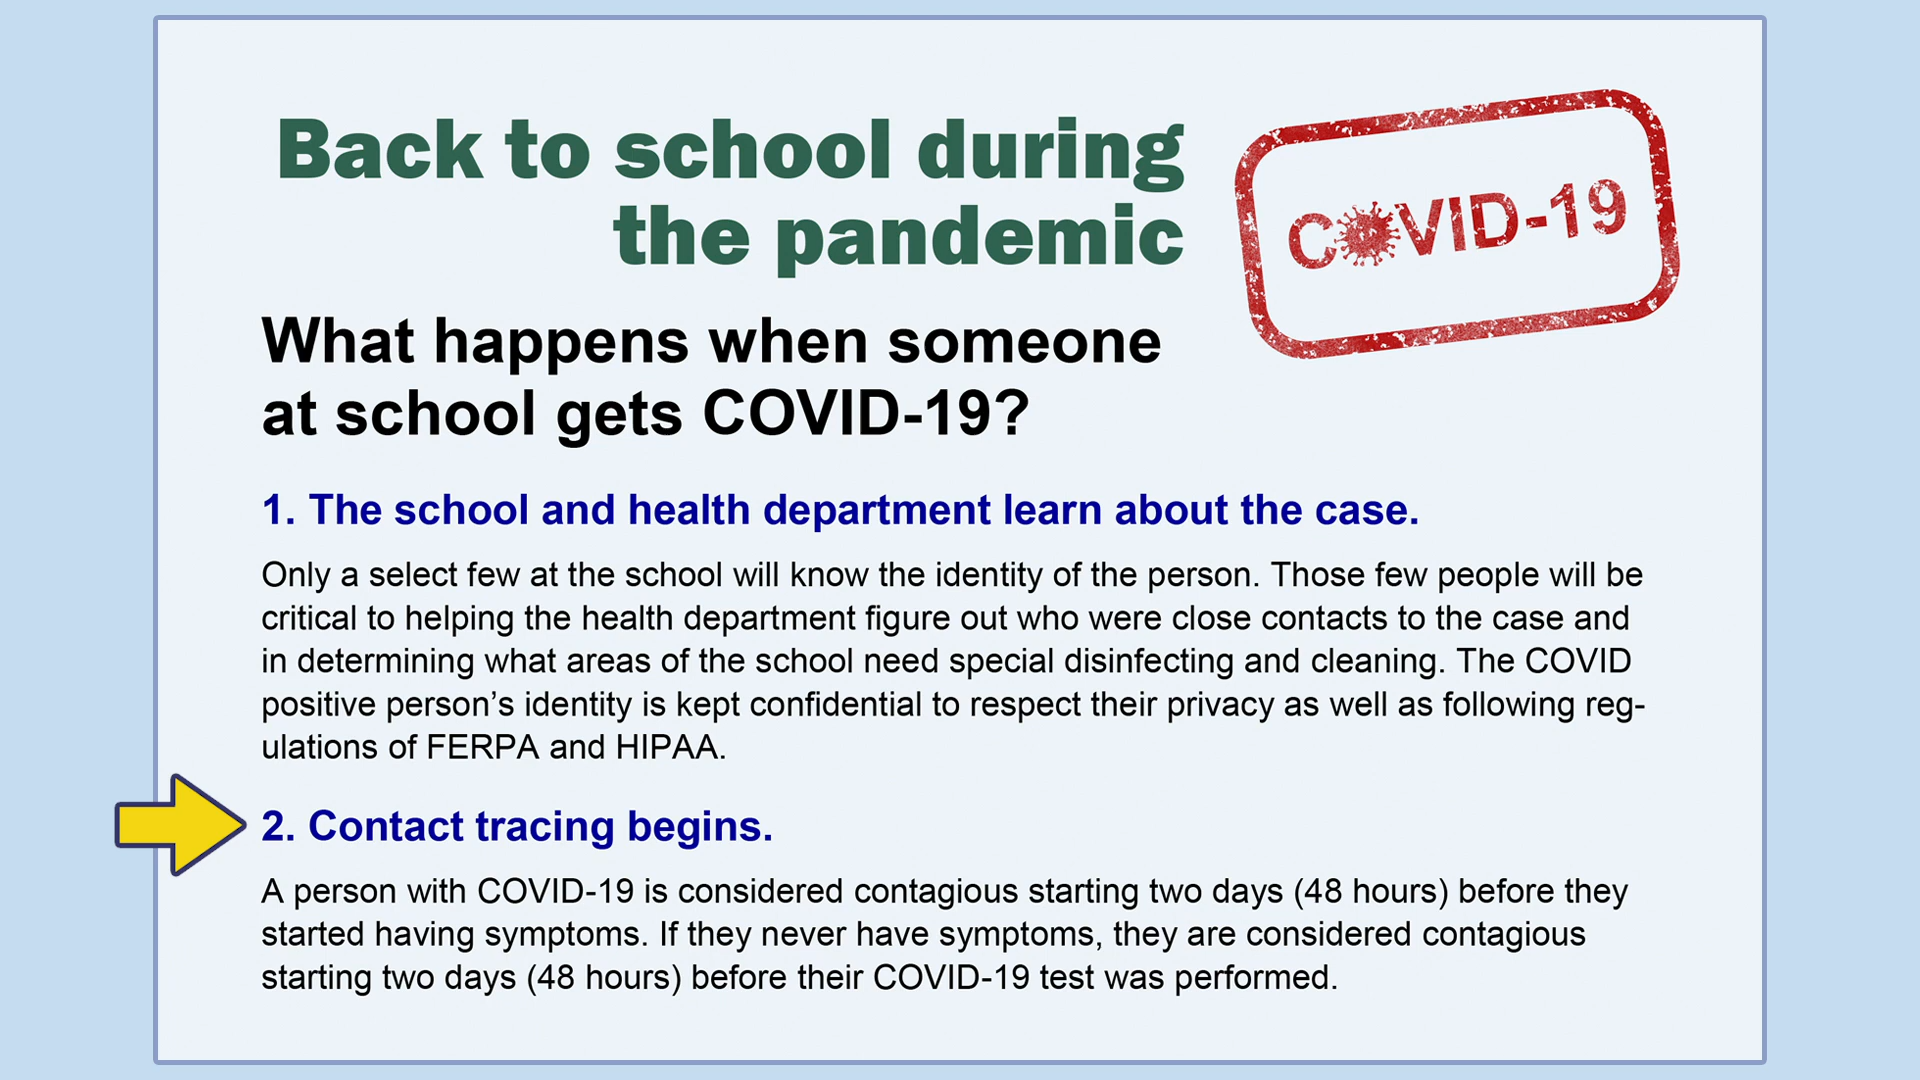 Back to school during
the pandemic
COVID-19
What happens when someone
at school gets COVID-19?
1. The school and health department learn about the case.
Only a select few at the school will know the identity of the person. Those few people will be
critical to helping the health department figure out who were close contacts to the case and
in determining what areas of the school need special disinfecting and cleaning. The COVID
positive person’s identity is kept confidential to respect their privacy as well as following reg-
ulations of FERPA and HIPAA.
2. Contact tracing begins.
A person with COVID-19 is considered contagious starting two days (48 hours) before they
started having symptoms. If they never have symptoms, they are considered contagious
starting two days (48 hours) before their COVID-19 test was performed.